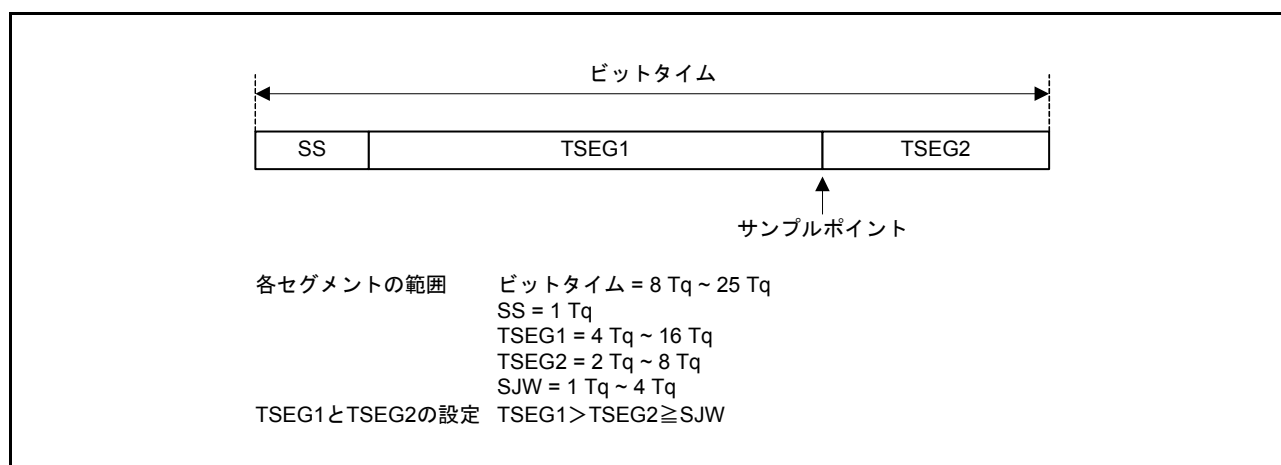 ビットタイム
SS TSEG1 TSEG2
サンプルポイント
各セグメントの範囲 ビットタイム = 8 Tq ~ 25 Tq
SS = 1 Tq
TSEG1 = 4 Tq ~ 16 Tq
TSEG2 = 2 Tq ~ 8 Tq
SJW = 1 Tq ~ 4 Tq
TSEG1とTSEG2の設定 TSEG1＞TSEG2≧SJW